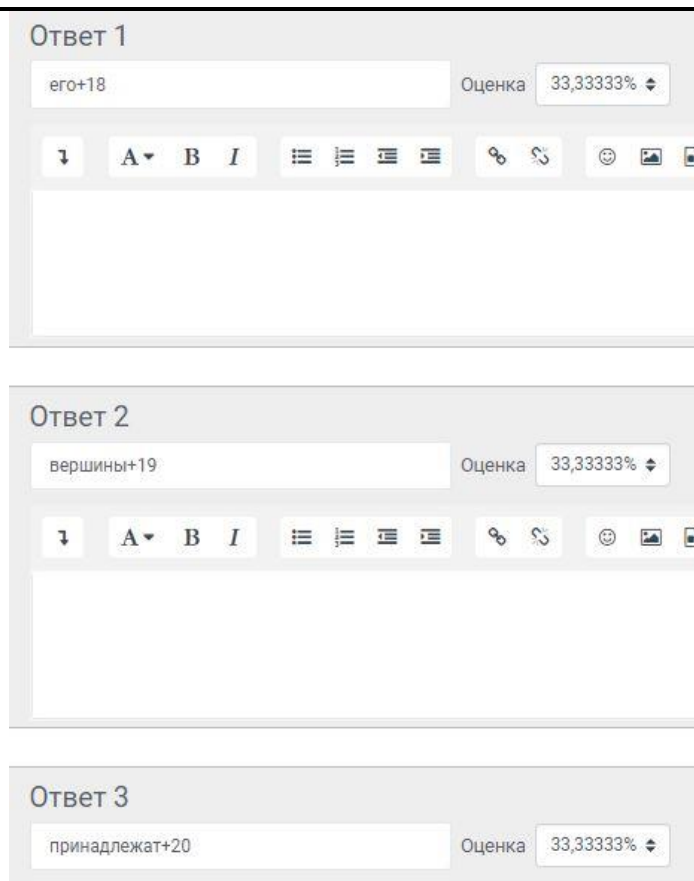 Ответ 1
его+18 Оценка 33,33333%
A B I
Ответ 2
вершины+19 Оценка 33,33333%
A B I
Ответ 3
принадлежат+20 Оценка 33,33333%